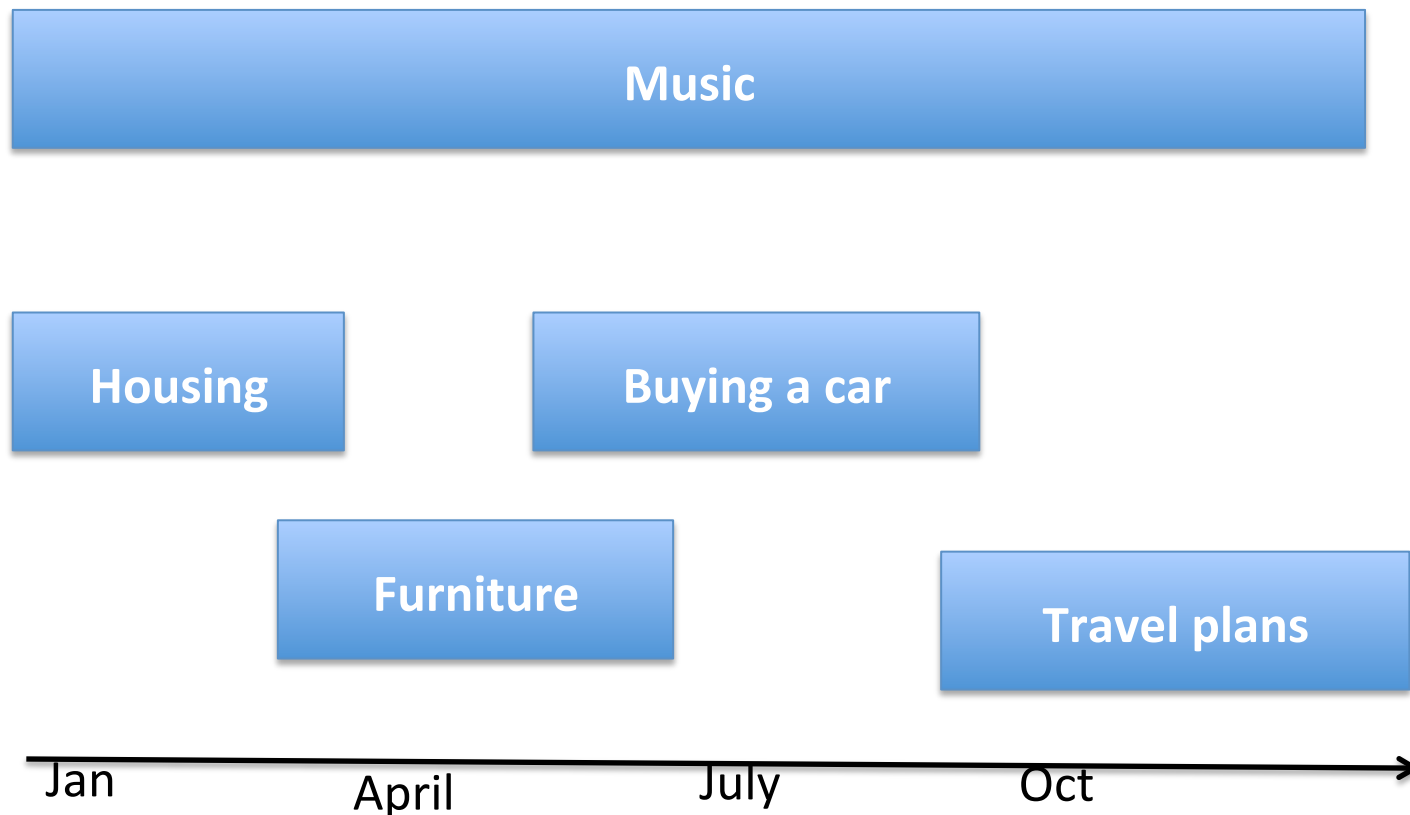 Music
Housing
Buying a car
Furniture
Travel plans
Jan
April
July
Oct